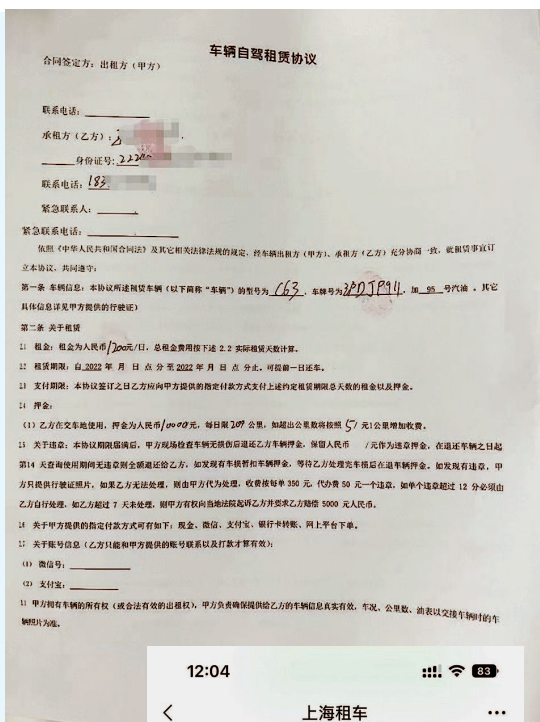 车辆自驾租赁协议
合同签定方：出租方（甲方）
联系电话：
承租方（乙方）：
身份证号：222
联系电话：183
紧急联系人：
紧急联系电话：
依照《中华人民共和国合同法》及其它相关法律法规的规定，经车辆出租方（甲方）、承租方（乙方）充分协商一致，就租赁事宜订
立本协议，共同遵守：
第一条 车辆信息：本协议所述租赁车辆（以下简称“车辆”）的型号为 C63 ，车牌号为 沪DJP911，加 95 号汽油 。其它
具体信息详见甲方提供的行驶证）
第二条 关于租赁
2.1 租金：租金为人民币1200元/日，总租金费用按下述 2.2 实际租赁天数计算。
2.2 租赁期限：自 2022 年 月 日 点 分 至 2022 年 月 日 点 分止。可提前一日还车。
2.3 支付期限：本协议签订之日乙方应向甲方提供的指定付款方式支付上述约定租赁期限总天数的租金以及押金。
2.4 押金：
（1）乙方在交车地使用，押金为人民币10000元，每日限 200 公里，如超出公里数将按照 5/ 元1公里增加收费。
2.5 关于违章：本协议期限届满后，甲方现场检查车辆无损伤后退还乙方车辆押金，保留人民币 /元作为违章押金，在退还车辆之日起
第14 天查询使用期间无违章则全额退还给乙方，如发现有车损暂扣车辆押金，等待乙方处理完车损后在退车辆押金。如发现有违章，甲
方只提供行驶证照片，如果乙方无法处理，则由甲方代为处理，收费按每单 350 元，代办费 50 元一个违章，如单个违章超过 12 分必须由
乙方自行处理，如乙方超过 7 天未处理，则甲方有权向当地法院起诉乙方并要求乙方赔偿 5000 元人民币。
2.6 关于甲方提供的指定付款方式可有如下：现金、微信、支付宝、银行卡转账、网上平台下单。
2.7 关于账号信息（乙方只能和甲方提供的账号联系以及打款才算有效）：
（1）微信号：
（2）支付宝：
3.1 甲方拥有车辆的所有权（或合法有效的出租权），甲方负责确保提供给乙方的车辆信息真实有效，车况、公里数、油表以交接车辆时的车
辆照片为准。
12:04
83
上海租车